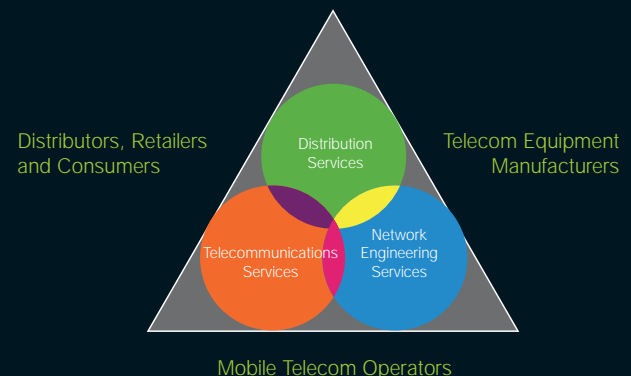 Distribution
Services
Distributors, Retailers
and Consumers
Telecom Equipment
Manufacturers
Telecommunications
Services
Network
Engineering
Services
Mobile Telecom Operators